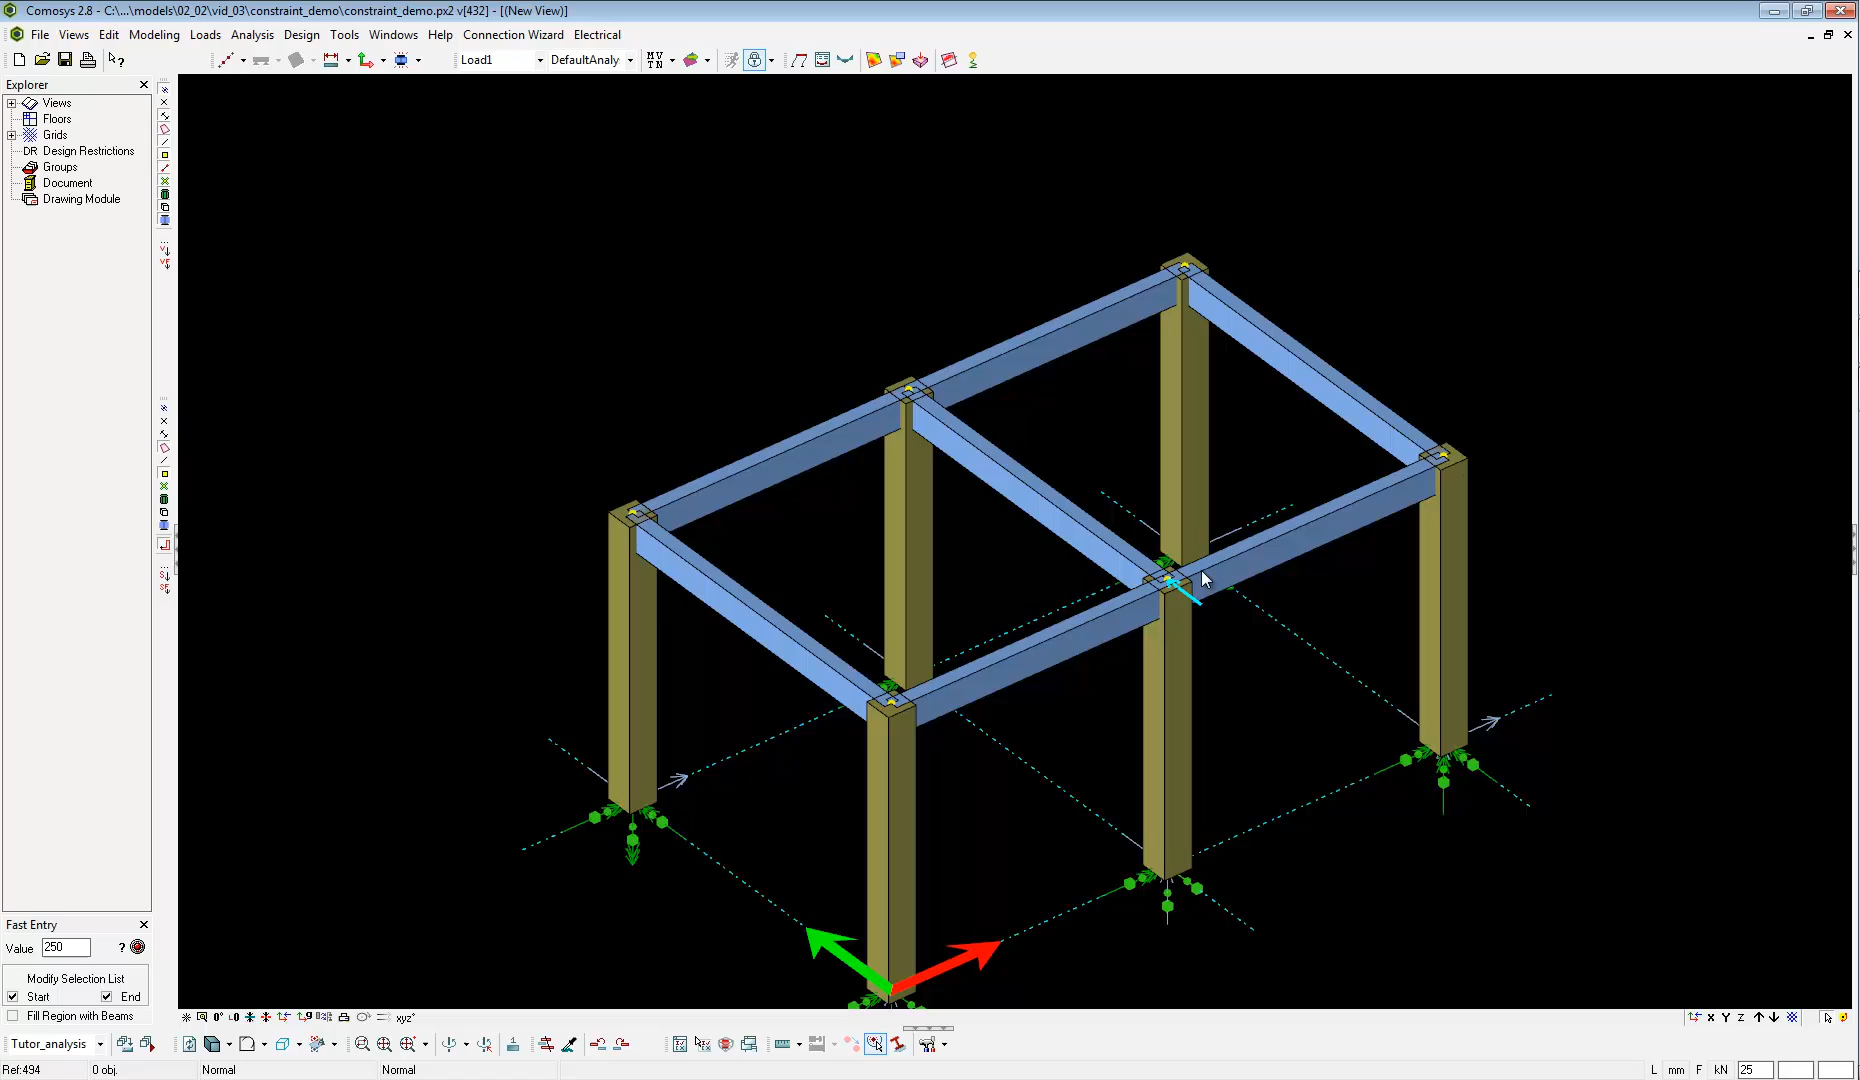 Comosys 2.8 - C:\...\models\02_02\vid_03\constraint_demo\constraint_demo.px2 v[432] - [(New View)]
File Views Edit Modeling Loads Analysis Design Tools Windows Help Connection Wizard Electrical
Load1 DefaultAnaly MV TN
Explorer
Views
Floors
Grids
DR Design Restrictions
Groups
Document
Drawing Module
Fast Entry
Value 250 ?
Modify Selection List
Start End
Fill Region with Beams
xyz
X Y Z
Tutor_analysis
Ref:494 0 obj. Normal Normal L mm F kN 25